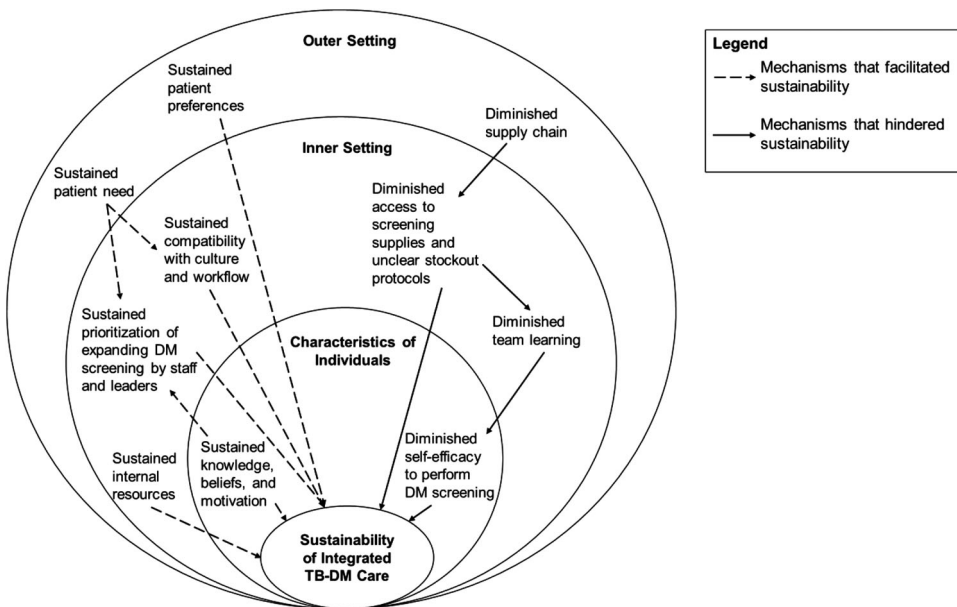 Outer Setting
Sustained
patient
preferences
Diminished
supply chain
Inner Setting
Sustained
patient need
Sustained
compatibility
with culture
and workflow
Diminished
access to
screening
supplies and
unclear stockout
protocols
Sustained
prioritization of
expanding DM
screening by staff
and leaders
Diminished
team learning
Characteristics of
Individuals
Sustained
internal
resources
Sustained
knowledge,
beliefs, and
motivation
Diminished
self-efficacy
to perform
DM screening
Sustainability
of Integrated
TB-DM Care
Legend
Mechanisms that facilitated
sustainability
Mechanisms that hindered
sustainability